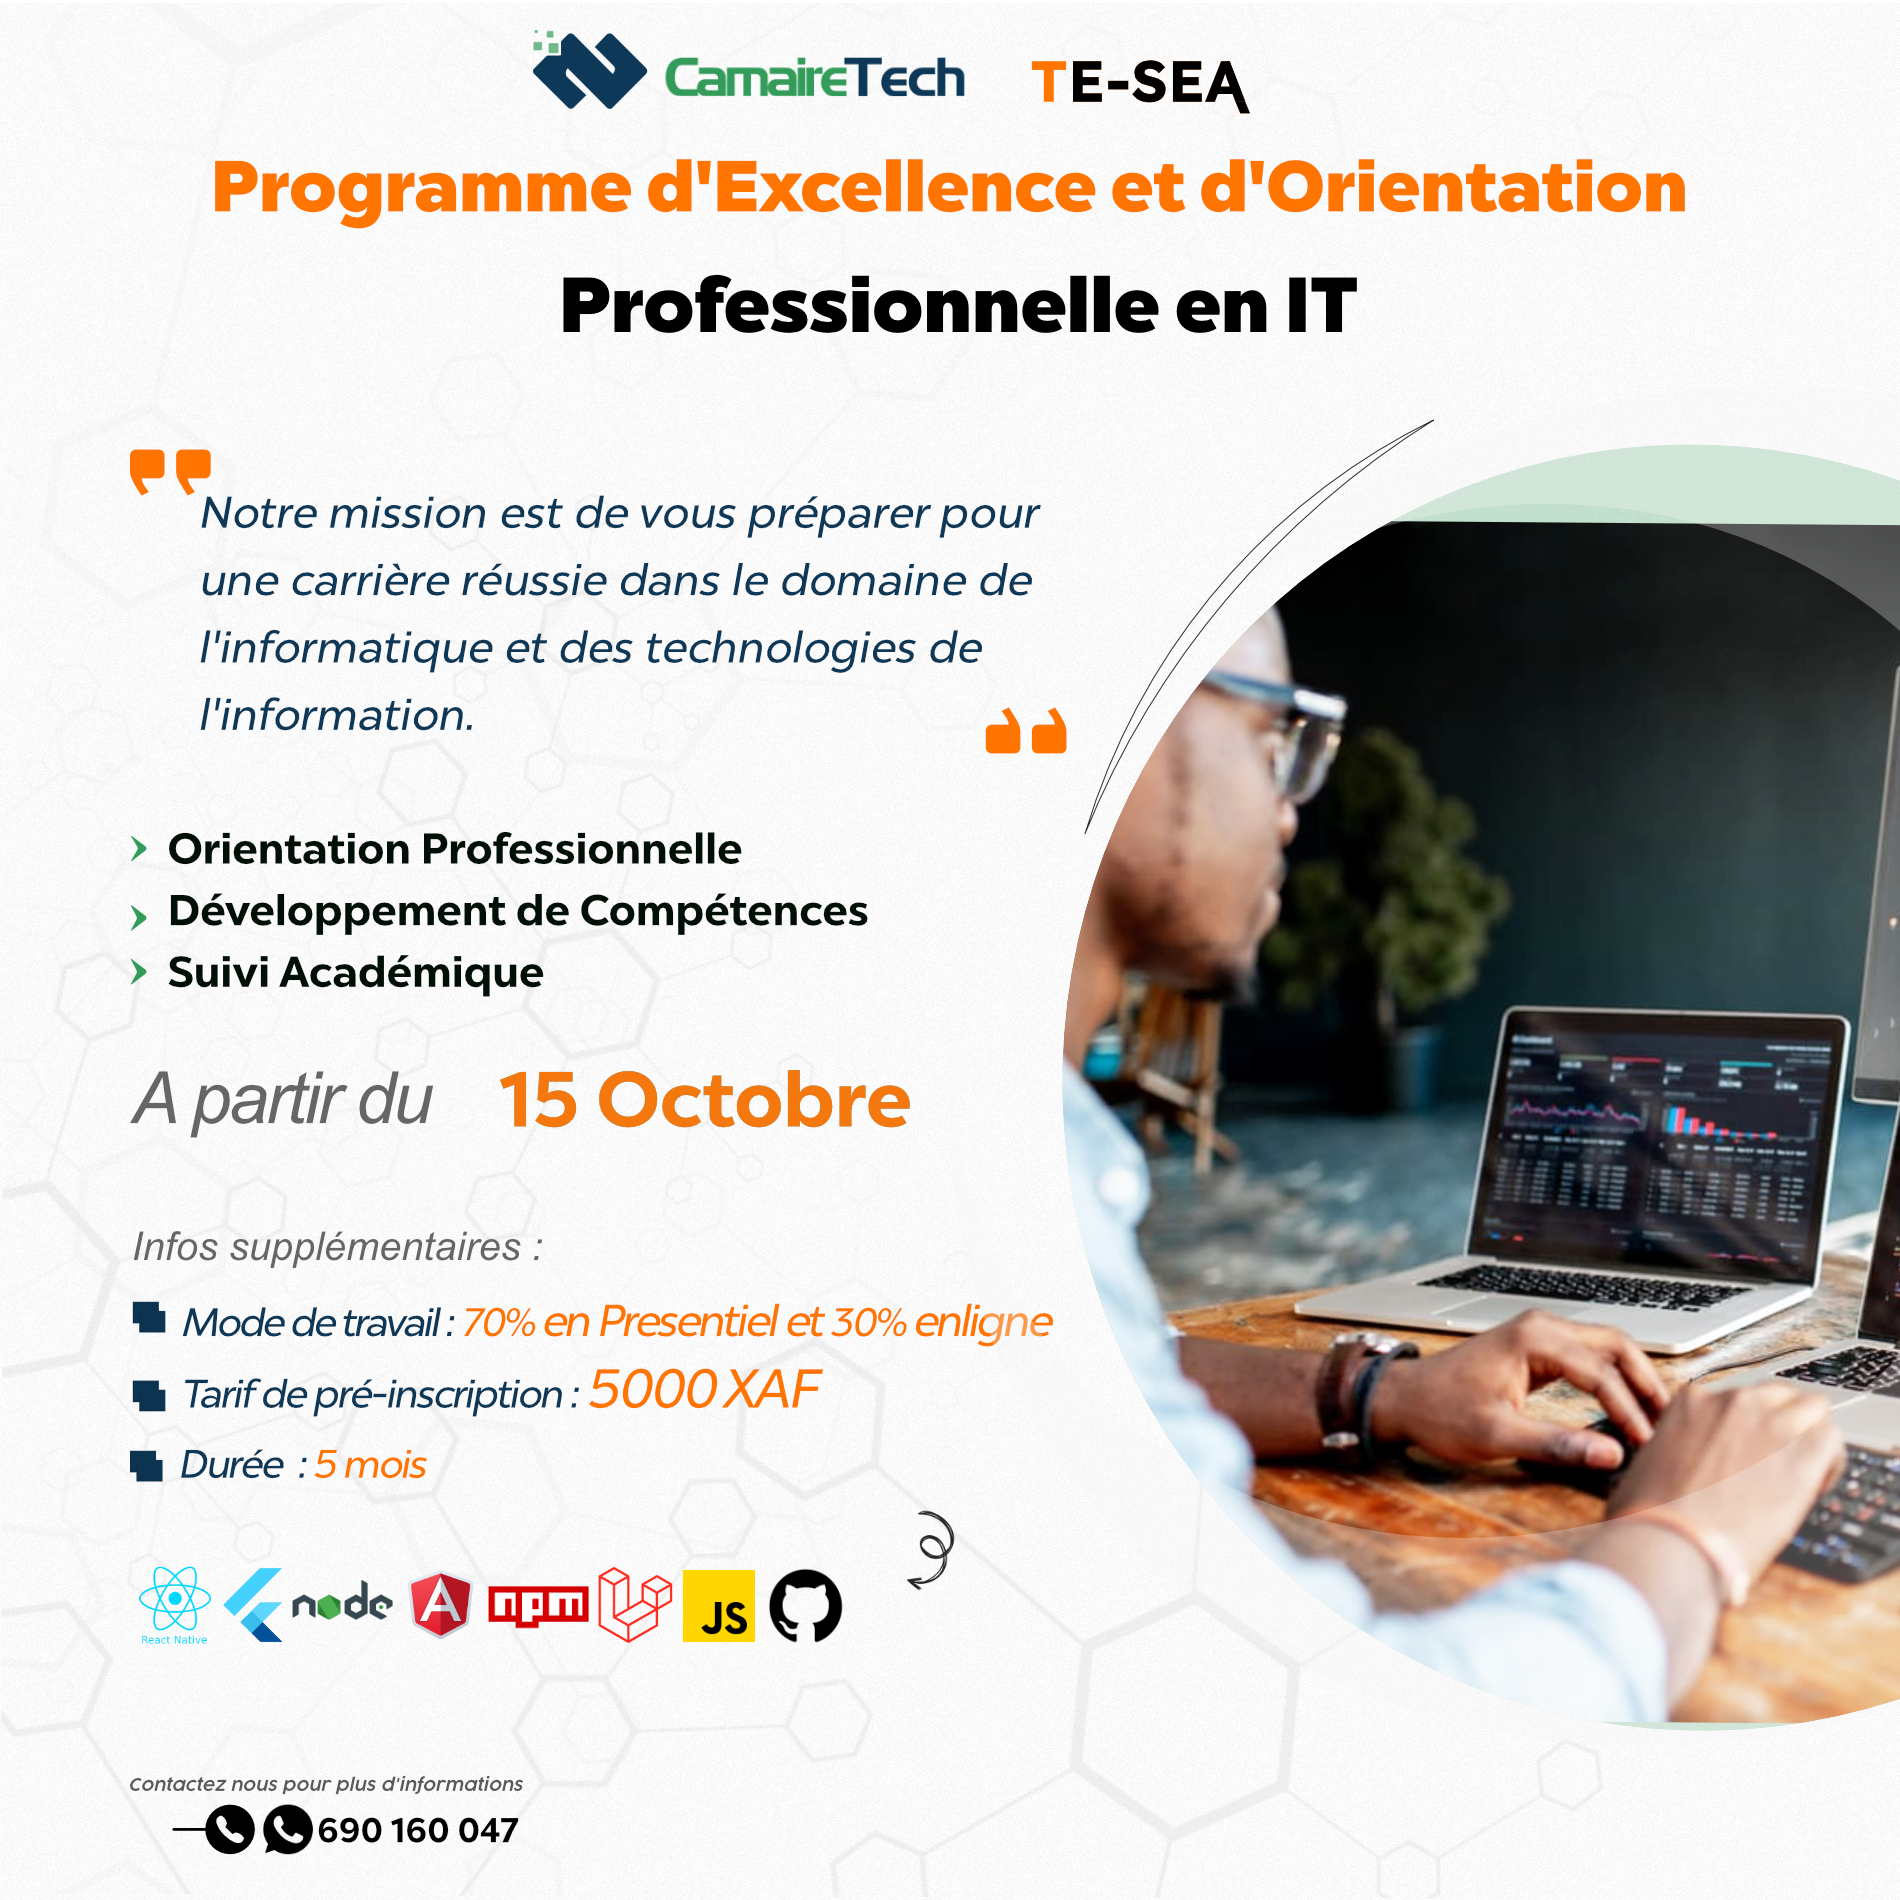 CamaireTech
TE-SEA
Programme d'Excellence et d'Orientation
Professionnelle en IT
Notre mission est de vous préparer pour
une carrière réussie dans le domaine de
l'informatique et des technologies de
l'information.
Orientation Professionnelle
Développement de Compétences
Suivi Académique
A partir du 15 Octobre
Infos supplémentaires :
Mode de travail : 70% en Presentiel et 30% enligne
Tarif de pré-inscription : 5000 XAF
Durée : 5 mois
React Native
node
A
npm
JS
Contactez nous pour plus d'informations
690 160 047